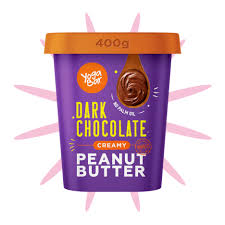 400g
Yoga
Bar
NO PALM OIL
DARK
CHOCOLATE
CREAMY
PEANUT
BUTTER